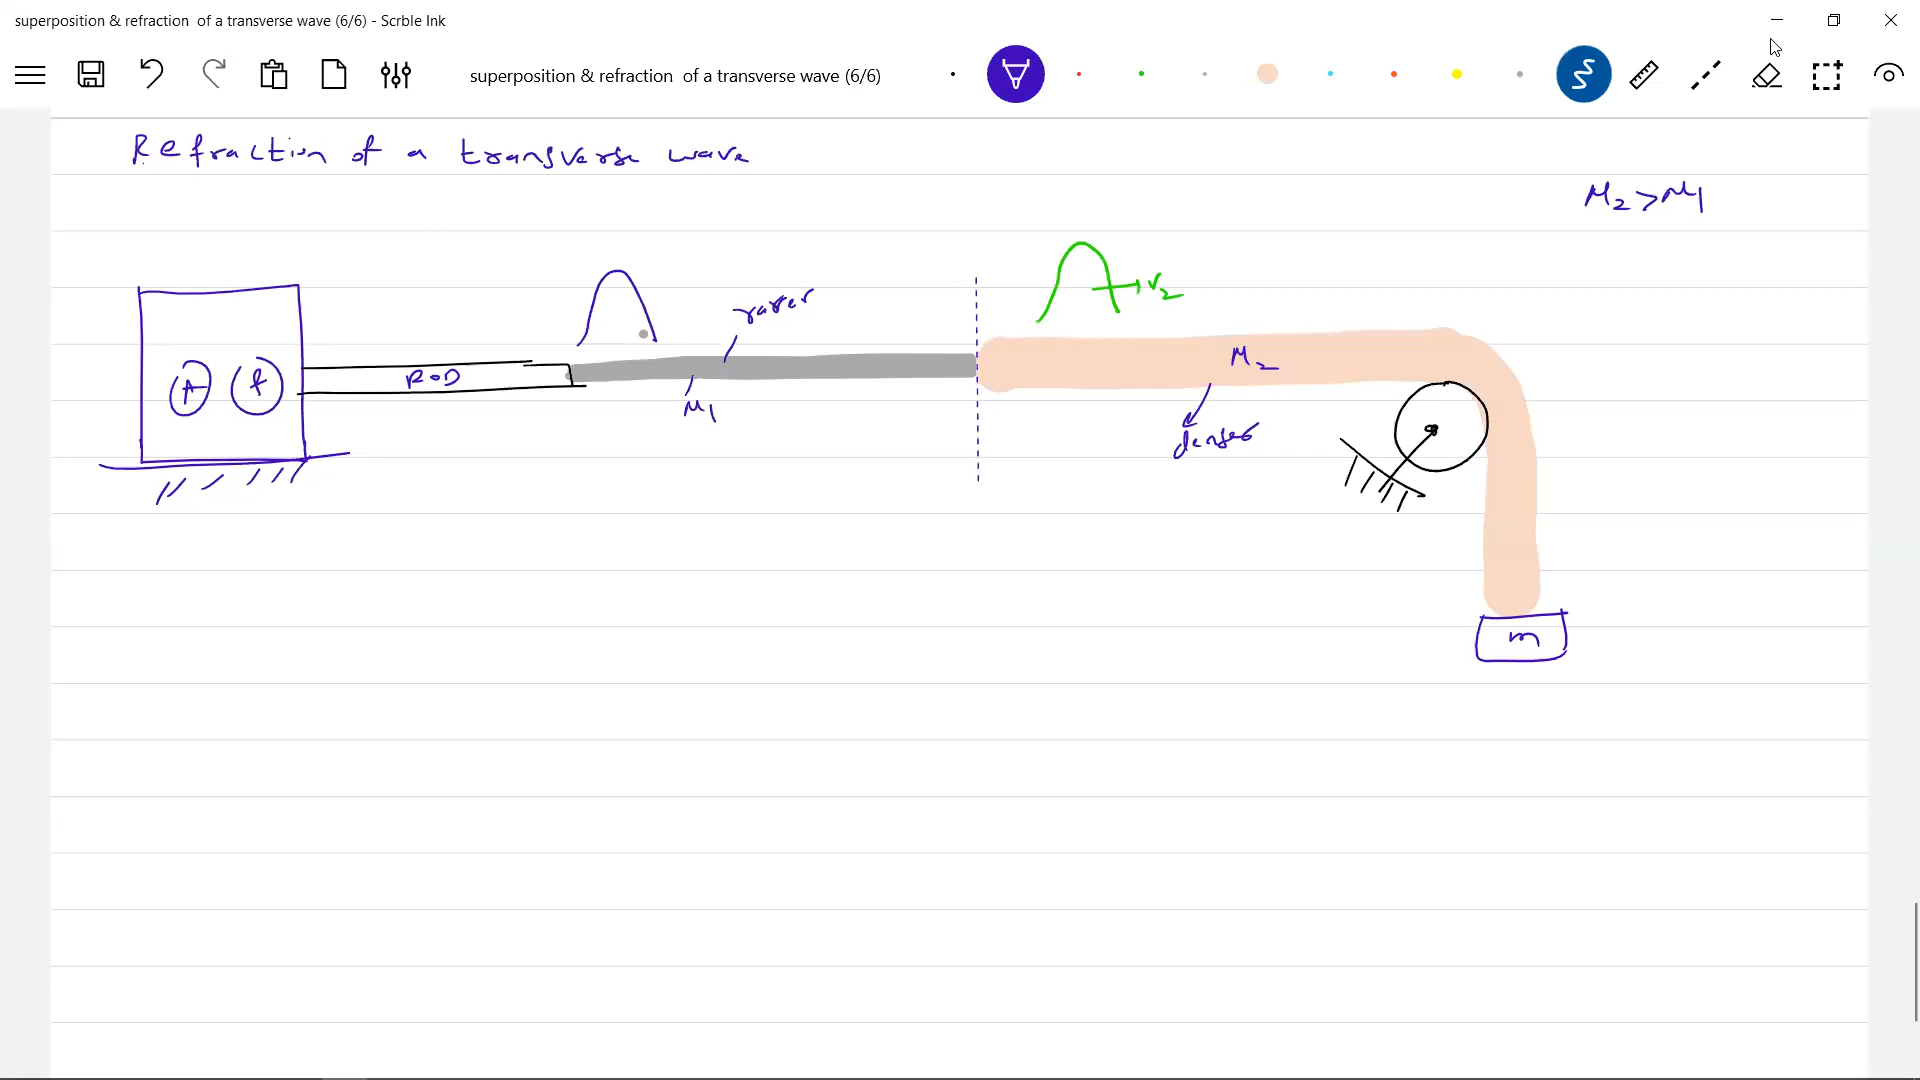 superposition & refraction of a transverse wave (6/6) - Scrble Ink
superposition & refraction of a transverse wave (6/6)
Refraction of a transverse wave
μ2 > μ1
v2
rarer
A f ROD
μ1
μ2
denser
m